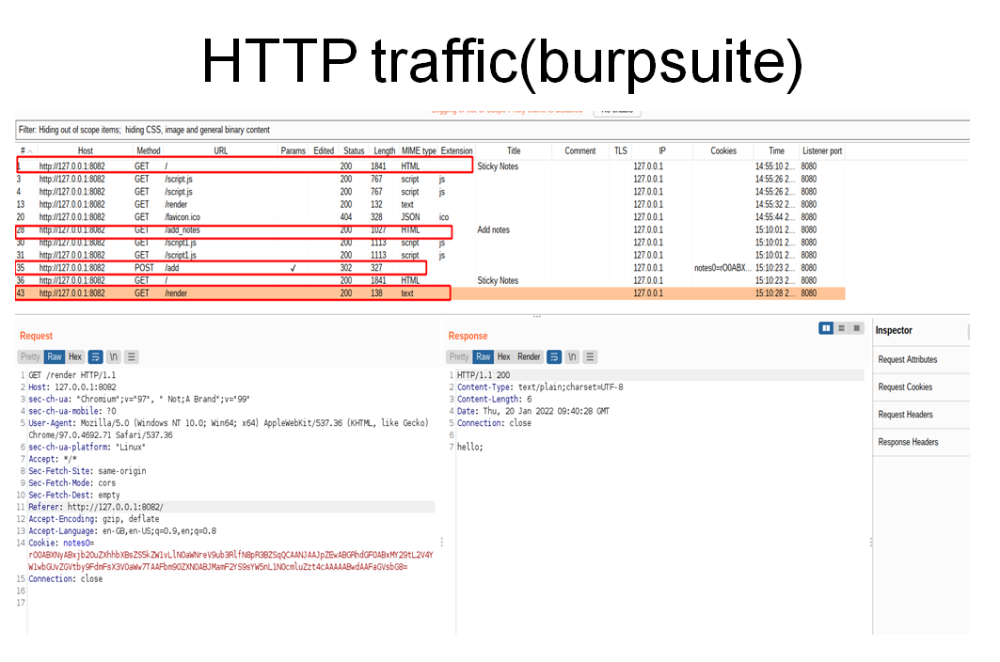 HTTP traffic(burpsuite)
Filter: Hiding out of scope items; hiding CSS, image and general binary content
# Host Method URL Params Edited Status Length MIME type Extension Title Comment TLS IP Cookies Time Listener port
1 http://127.0.0.1:8082 GET / 200 1841 HTML Sticky Notes 127.0.0.1 14:55:10 2... 8080
3 http://127.0.0.1:8082 GET /script.js 200 767 script js 127.0.0.1 14:55:26 2... 8080
4 http://127.0.0.1:8082 GET /script.js 200 767 script js 127.0.0.1 14:55:26 2... 8080
13 http://127.0.0.1:8082 GET /render 200 132 text 127.0.0.1 14:55:32 2... 8080
20 http://127.0.0.1:8082 GET /favicon.ico 404 328 JSON ico 127.0.0.1 14:55:44 2... 8080
28 http://127.0.0.1:8082 GET /add_notes 200 1027 HTML Add notes 127.0.0.1 15:10:01 2... 8080
30 http://127.0.0.1:8082 GET /script1.js 200 1113 script js 127.0.0.1 15:10:01 2... 8080
31 http://127.0.0.1:8082 GET /script1.js 200 1113 script js 127.0.0.1 15:10:01 2... 8080
35 http://127.0.0.1:8082 POST /add ✓ 302 327 127.0.0.1 notes0=rO0ABX... 15:10:23 2... 8080
36 http://127.0.0.1:8082 GET / 200 1841 HTML Sticky Notes 127.0.0.1 15:10:23 2... 8080
43 http://127.0.0.1:8082 GET /render 200 138 text 127.0.0.1 15:10:28 2... 8080
Request
Pretty Raw Hex \n
1 GET /render HTTP/1.1
2 Host: 127.0.0.1:8082
3 sec-ch-ua: "Chromium";v="97", " Not;A Brand";v="99"
4 sec-ch-ua-mobile: ?0
5 User-Agent: Mozilla/5.0 (Windows NT 10.0; Win64; x64) AppleWebKit/537.36 (KHTML, like Gecko)
Chrome/97.0.4692.71 Safari/537.36
6 sec-ch-ua-platform: "Linux"
7 Accept: */*
8 Sec-Fetch-Site: same-origin
9 Sec-Fetch-Mode: cors
10 Sec-Fetch-Dest: empty
11 Referer: http://127.0.0.1:8082/
12 Accept-Encoding: gzip, deflate
13 Accept-Language: en-GB,en-US;q=0.9,en;q=0.8
14 Cookie: notes0=
15 Connection: close
16
17
Response
Pretty Raw Hex Render \n
1 HTTP/1.1 200
2 Content-Type: text/plain;charset=UTF-8
3 Content-Length: 6
4 Date: Thu, 20 Jan 2022 09:40:28 GMT
5 Connection: close
6
7 hello;
Inspector
Request Attributes
Request Cookies
Request Headers
Response Headers